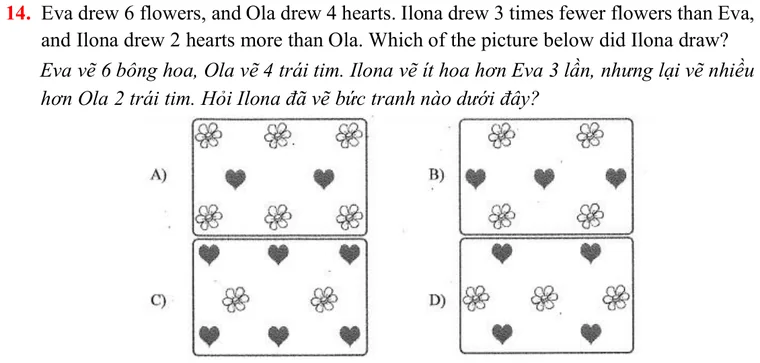 14. Eva drew 6 flowers, and Ola drew 4 hearts. Ilona drew 3 times fewer flowers than Eva,
and Ilona drew 2 hearts more than Ola. Which of the picture below did Ilona draw?
Eva vẽ 6 bông hoa, Ola vẽ 4 trái tim. Ilona vẽ ít hoa hơn Eva 3 lần, nhưng lại vẽ nhiều
hơn Ola 2 trái tim. Hỏi Ilona đã vẽ bức tranh nào dưới đây?
A)
B)
C)
D)